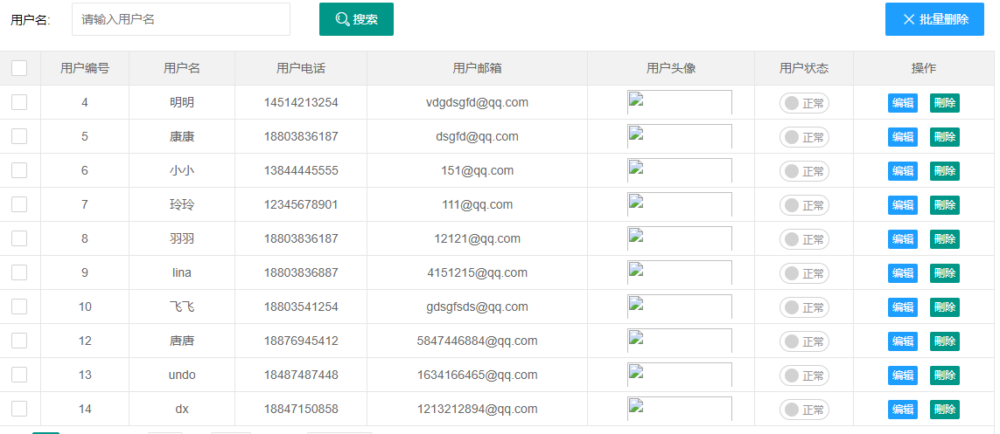 用户名: 请输入用户名 搜索 批量删除
用户编号 用户名 用户电话 用户邮箱 用户头像 用户状态 操作
4 明明 14514213254 vdgdsgfd@qq.com 正常 编辑 删除
5 康康 18803836187 dsgfd@qq.com 正常 编辑 删除
6 小小 13844445555 151@qq.com 正常 编辑 删除
7 玲玲 12345678901 111@qq.com 正常 编辑 删除
8 羽羽 18803836187 12121@qq.com 正常 编辑 删除
9 lina 18803836887 4151215@qq.com 正常 编辑 删除
10 飞飞 18803541254 gdsgfsds@qq.com 正常 编辑 删除
12 唐唐 18876945412 5847446884@qq.com 正常 编辑 删除
13 undo 18487487448 1634166465@qq.com 正常 编辑 删除
14 dx 18847150858 1213212894@qq.com 正常 编辑 删除